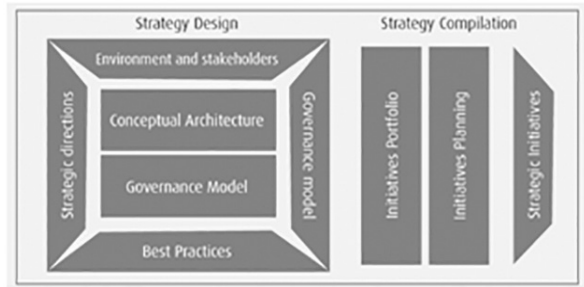 Strategy Design
Strategy Compilation
Environment and stakeholders
Strategic directions
Conceptual Architecture
Governance Model
Governance model
Best Practices
Initiatives Portfolio
Initiatives Planning
Strategic Initiatives